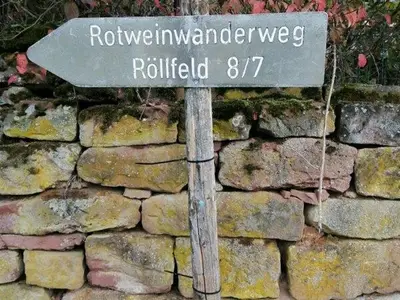 Rotweinwanderweg
Röllfeld 8/7